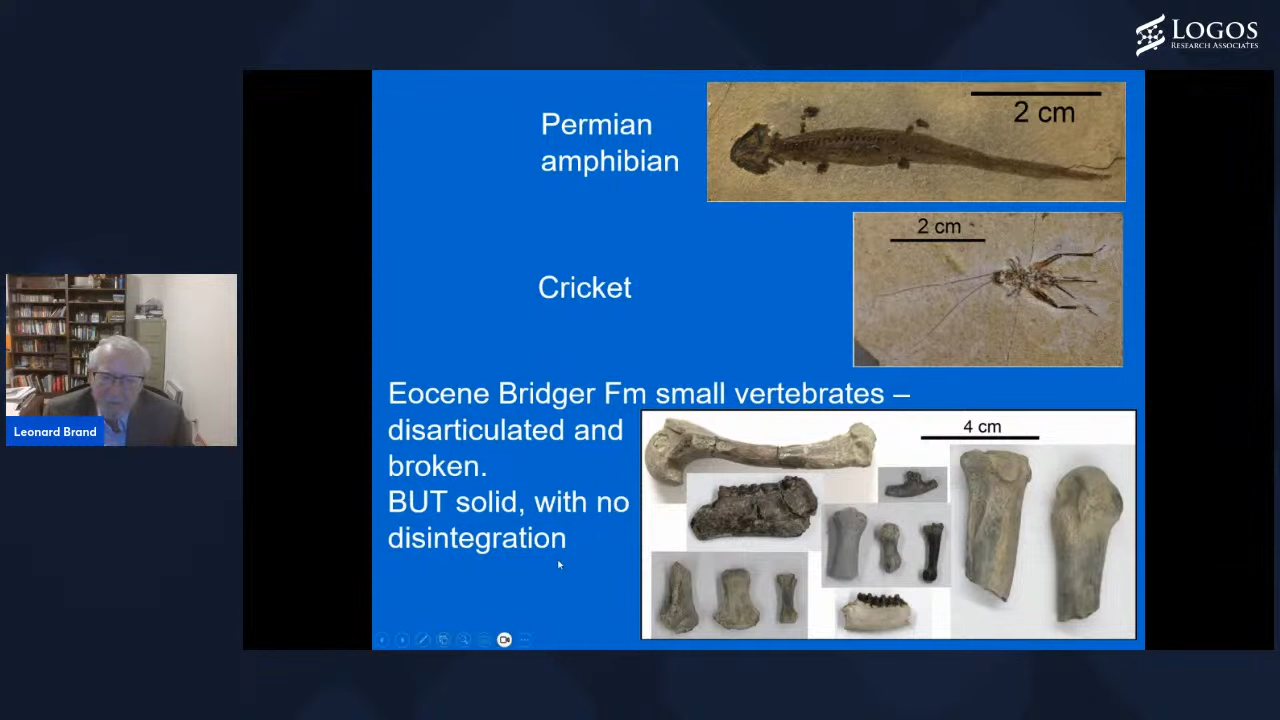 LOGOS
RESEARCH ASSOCIATES
Permian
amphibian
2 cm
2 cm
Cricket
Leonard Brand
Eocene Bridger Fm small vertebrates –
disarticulated and
broken.
BUT solid, with no
disintegration
4 cm